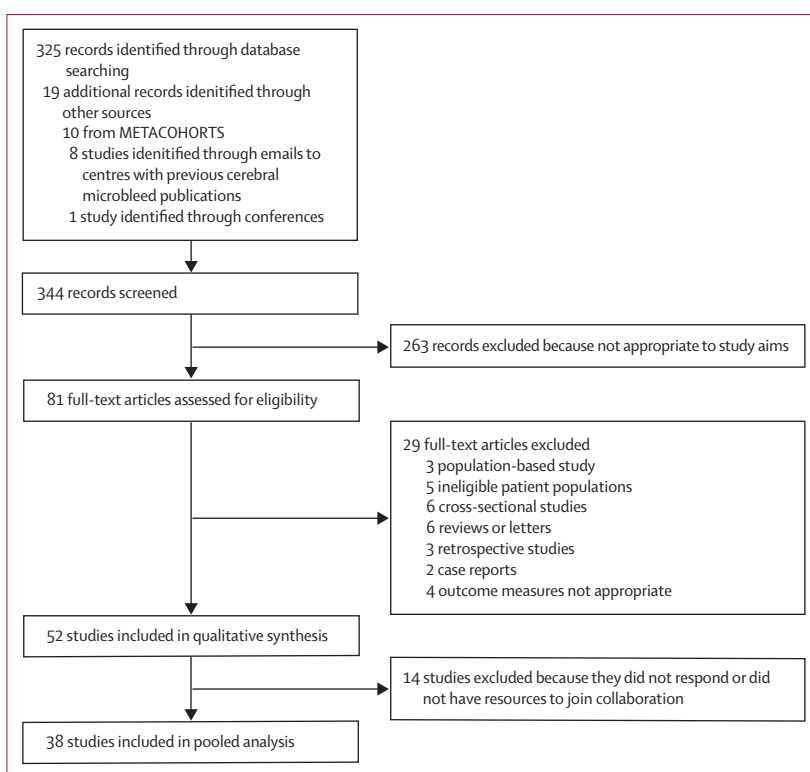 325 records identified through database
searching
19 additional records idenitified through
other sources
10 from METACOHORTS
8 studies idenitified through emails to
centres with previous cerebral
microbleed publications
1 study identified through conferences
344 records screened
263 records excluded because not appropriate to study aims
81 full-text articles assessed for eligibility
29 full-text articles excluded
3 population-based study
5 ineligible patient populations
6 cross-sectional studies
6 reviews or letters
3 retrospective studies
2 case reports
4 outcome measures not appropriate
52 studies included in qualitative synthesis
14 studies excluded because they did not respond or did
not have resources to join collaboration
38 studies included in pooled analysis